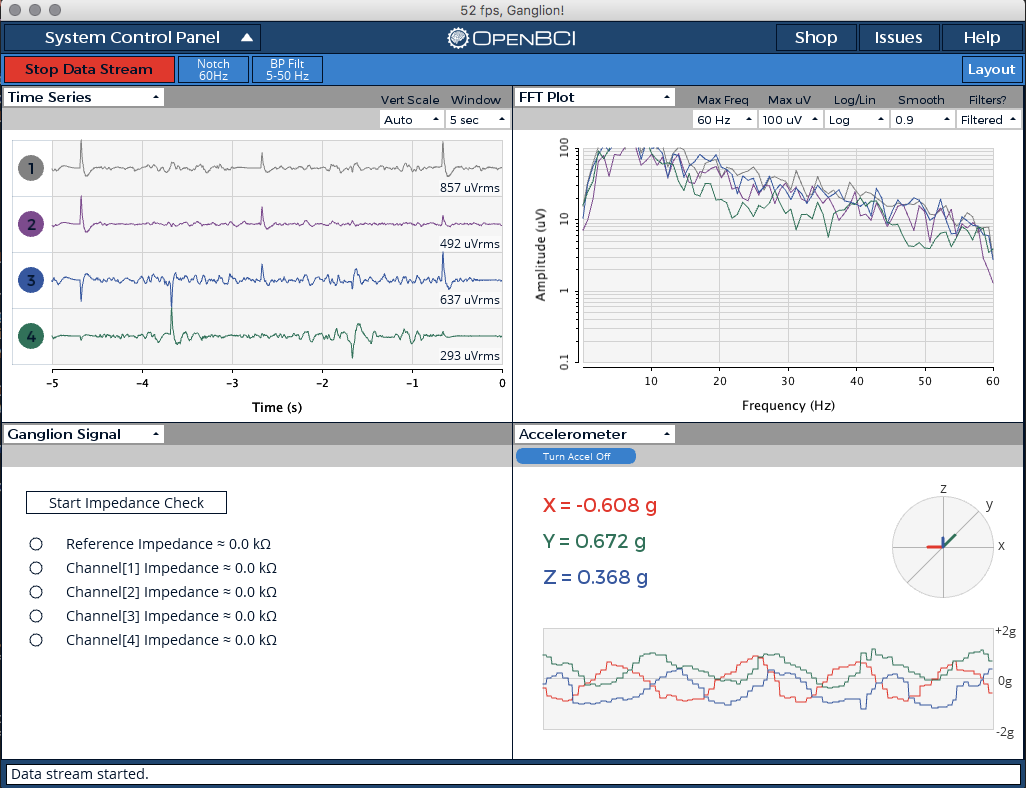 52 fps, Ganglion!
System Control Panel
OpenBCI
Shop
Issues
Help
Stop Data Stream
Notch
60Hz
BP Filt
5-50 Hz
Layout
Time Series
Vert Scale
Window
Auto
5 sec
1
857 uVrms
2
492 uVrms
3
637 uVrms
4
293 uVrms
-5 -4 -3 -2 -1 0
Time (s)
FFT Plot
Max Freq
Max uV
Log/Lin
Smooth
Filters?
60 Hz
100 uV
Log
0.9
Filtered
100
10
1
0.1
Amplitude (uV)
10 20 30 40 50 60
Frequency (Hz)
Ganglion Signal
Start Impedance Check
Reference Impedance ≈ 0.0 kΩ
Channel[1] Impedance ≈ 0.0 kΩ
Channel[2] Impedance ≈ 0.0 kΩ
Channel[3] Impedance ≈ 0.0 kΩ
Channel[4] Impedance ≈ 0.0 kΩ
Accelerometer
Turn Accel Off
X = -0.608 g
Y = 0.672 g
Z = 0.368 g
z
y
x
+2g
0g
-2g
Data stream started.